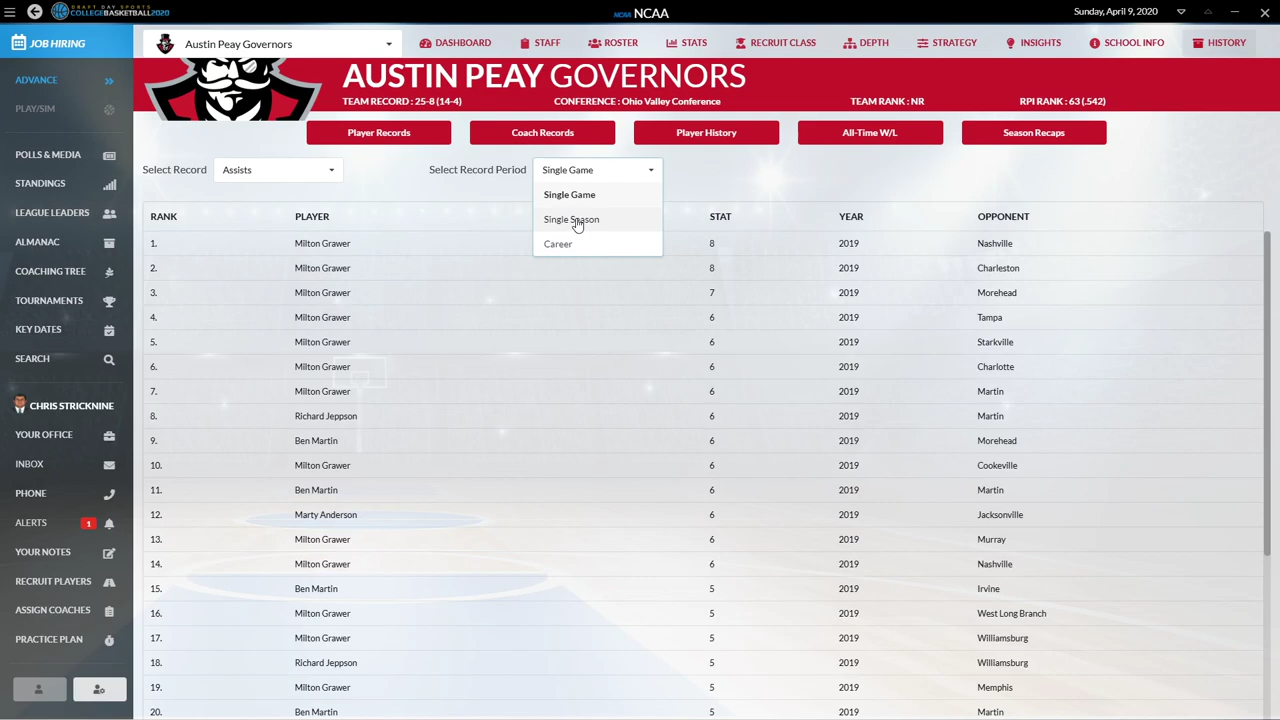 DRAFT DAY SPORTS
COLLEGE BASKETBALL 2020
NCAA NCAA
Sunday, April 9, 2020
JOB HIRING
Austin Peay Governors
DASHBOARD STAFF ROSTER STATS RECRUIT CLASS DEPTH STRATEGY INSIGHTS SCHOOL INFO HISTORY
AUSTIN PEAY GOVERNORS
TEAM RECORD : 25-8 (14-4) CONFERENCE : Ohio Valley Conference TEAM RANK : NR RPI RANK : 63 (.542)
Player Records Coach Records Player History All-Time W/L Season Recaps
Select Record Assists Select Record Period Single Game
Single Game
Single Season
Career
RANK PLAYER STAT YEAR OPPONENT
1. Milton Grawer 8 2019 Nashville
2. Milton Grawer 8 2019 Charleston
3. Milton Grawer 7 2019 Morehead
4. Milton Grawer 6 2019 Tampa
5. Milton Grawer 6 2019 Starkville
6. Milton Grawer 6 2019 Charlotte
7. Milton Grawer 6 2019 Martin
8. Richard Jeppson 6 2019 Martin
9. Ben Martin 6 2019 Morehead
10. Milton Grawer 6 2019 Cookeville
11. Ben Martin 6 2019 Martin
12. Marty Anderson 6 2019 Jacksonville
13. Milton Grawer 6 2019 Murray
14. Milton Grawer 6 2019 Nashville
15. Ben Martin 5 2019 Irvine
16. Milton Grawer 5 2019 West Long Branch
17. Milton Grawer 5 2019 Williamsburg
18. Richard Jeppson 5 2019 Williamsburg
19. Milton Grawer 5 2019 Memphis
20. Ben Martin 5 2019 Martin
ADVANCE
PLAY/SIM
POLLS & MEDIA
STANDINGS
LEAGUE LEADERS
ALMANAC
COACHING TREE
TOURNAMENTS
KEY DATES
SEARCH
CHRIS STRICKNINE
YOUR OFFICE
INBOX
PHONE
ALERTS 1
YOUR NOTES
RECRUIT PLAYERS
ASSIGN COACHES
PRACTICE PLAN